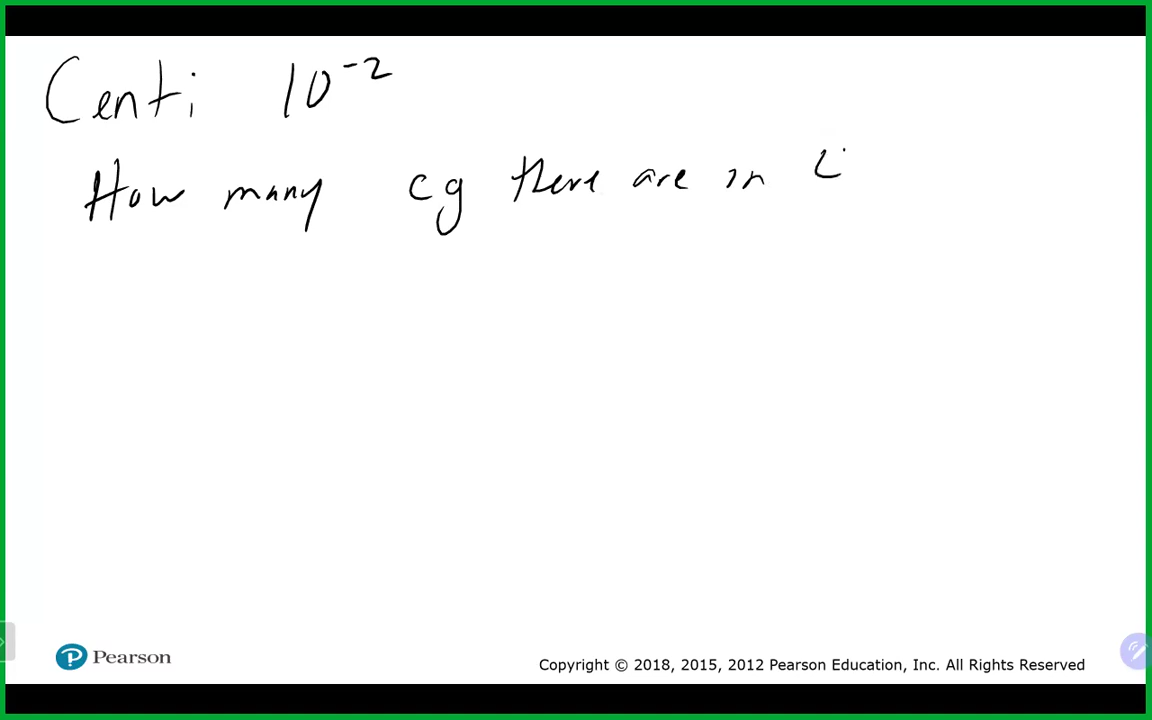 Centi 10⁻²
How many cg there are in
Pearson
Copyright © 2018, 2015, 2012 Pearson Education, Inc. All Rights Reserved